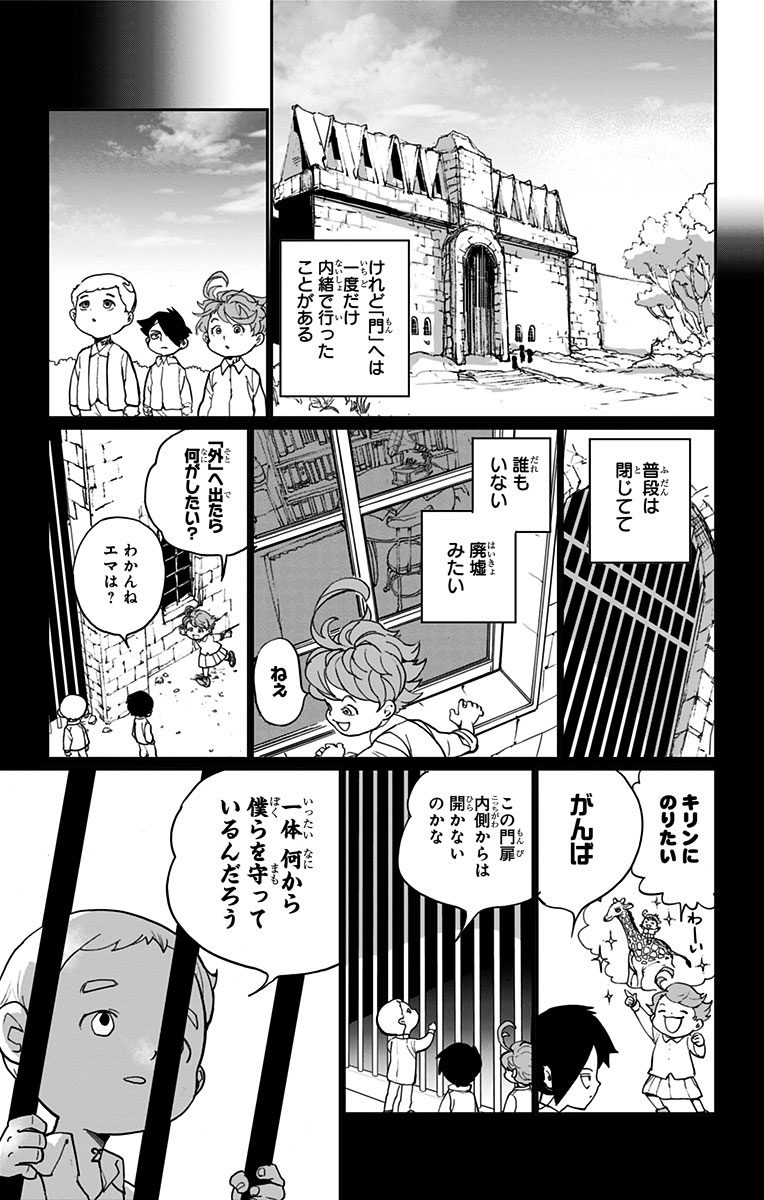 けれど「門」へは
一度だけ
内緒で行った
ことがある
普段は
閉じてて
誰も
いない
廃墟
みたい
ねぇ
「外」へ出たら
何がしたい?
わかんね
エマは?
キリンに
のりたい
わーい
がんば
この門扉
内側からは
開かない
のかな
一体 何から
僕らを守って
いるんだろう